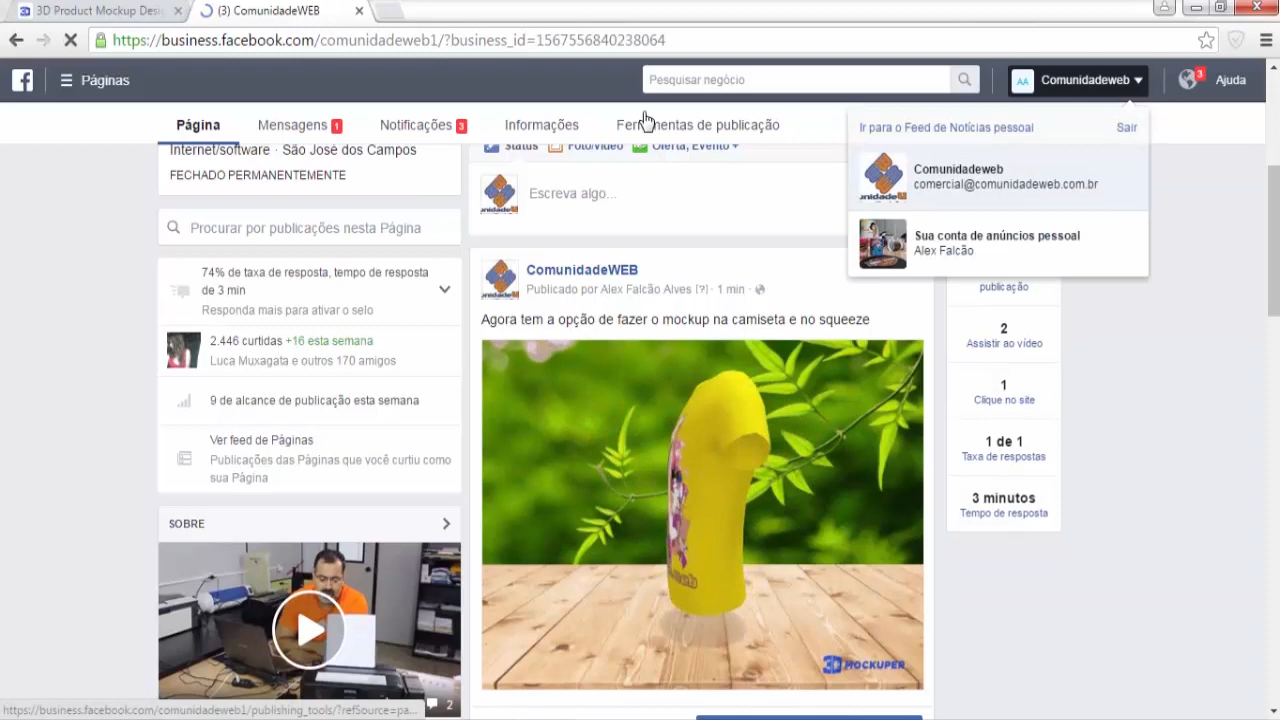 3D Product Mockup Desi
(3) ComunidadeWEB
https://business.facebook.com/comunidadeweb1/?business_id=1567556840238064
Páginas
Pesquisar negócio
AA
Comunidadeweb
3
Ajuda
Página
Mensagens 1
Notificações 3
Informações
Ferramentas de publicação
Ir para o Feed de Notícias pessoal
Sair
Comunidadeweb
comercial@comunidadeweb.com.br
Sua conta de anúncios pessoal
Alex Falcão
Internet/software · São José dos Campos
FECHADO PERMANENTEMENTE
Procurar por publicações nesta Página
74% de taxa de resposta, tempo de resposta
de 3 min
Responda mais para ativar o selo
2.446 curtidas +16 esta semana
Luca Muxagata e outros 170 amigos
9 de alcance de publicação esta semana
Ver feed de Páginas
Publicações das Páginas que você curtiu como
sua Página
SOBRE
2
Status
Foto/Vídeo
Oferta, Evento +
Escreva algo...
ComunidadeWEB
Publicado por Alex Falcão Alves [?] · 1 min ·
Agora tem a opção de fazer o mockup na camiseta e no squeeze
3D MOCKUPER
publicação
2
Assistir ao vídeo
1
Clique no site
1 de 1
Taxa de respostas
3 minutos
Tempo de resposta
https://business.facebook.com/comunidadeweb1/publishing_tools/?refSource=pa...